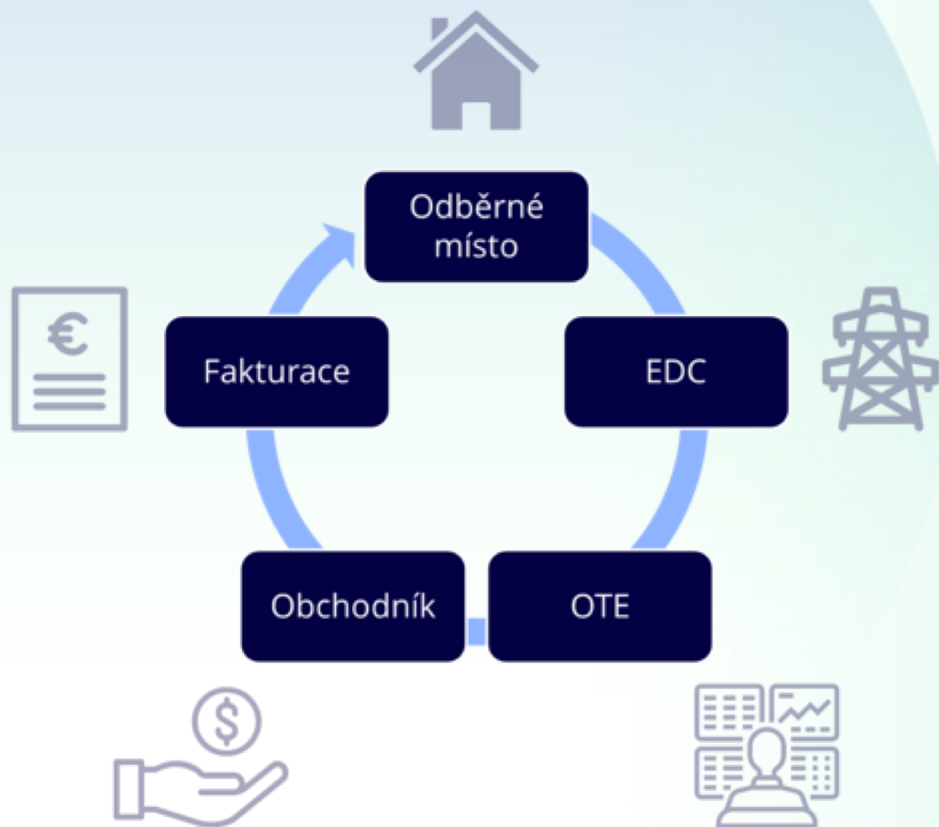 Odběrné
místo
Fakturace
EDC
Obchodník
OTE
€
$